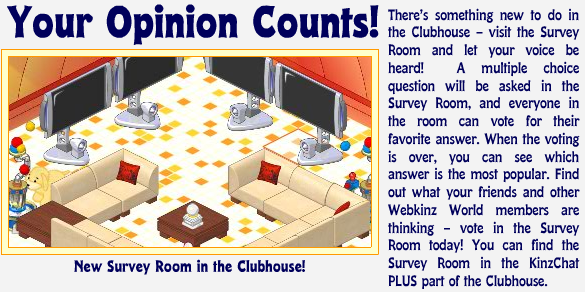 Your Opinion Counts!
New Survey Room in the Clubhouse!
There's something new to do in
the Clubhouse – visit the Survey
Room and let your voice be
heard! A multiple choice
question will be asked in the
Survey Room, and everyone in
the room can vote for their
favorite answer. When the voting
is over, you can see which
answer is the most popular. Find
out what your friends and other
Webkinz World members are
thinking – vote in the Survey
Room today! You can find the
Survey Room in the KinzChat
PLUS part of the Clubhouse.